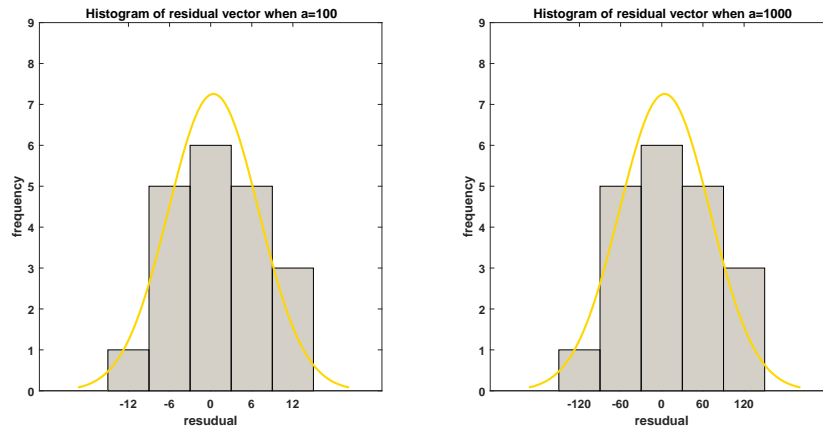 Histogram of residual vector when a=100
9
8
7
6
5
4
3
2
1
0
frequency
-12 -6 0 6 12
resudual
Histogram of residual vector when a=1000
9
8
7
6
5
4
3
2
1
0
frequency
-120 -60 0 60 120
resudual